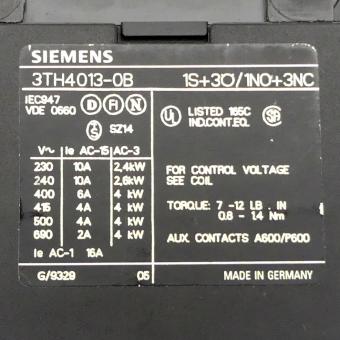 SIEMENS
3TH4013-0B 1S+3Ö/1NO+3NC
IEC947
VDE 0660 D FI N
S SZ14
UL LISTED 165C
IND.CONT.EQ. SA
V~ Ie AC-15 AC-3
230 10A 2,4kW
240 10A 2,6kW
400 6A 4 kW
415 4A 4 kW
500 4A 4 kW
690 2A 4 kW
Ie AC-1 16A
FOR CONTROL VOLTAGE
SEE COIL
TORQUE: 7 -12 LB . IN
0.8 - 1.4 Nm
AUX. CONTACTS A600/P600
G/9329 05 MADE IN GERMANY